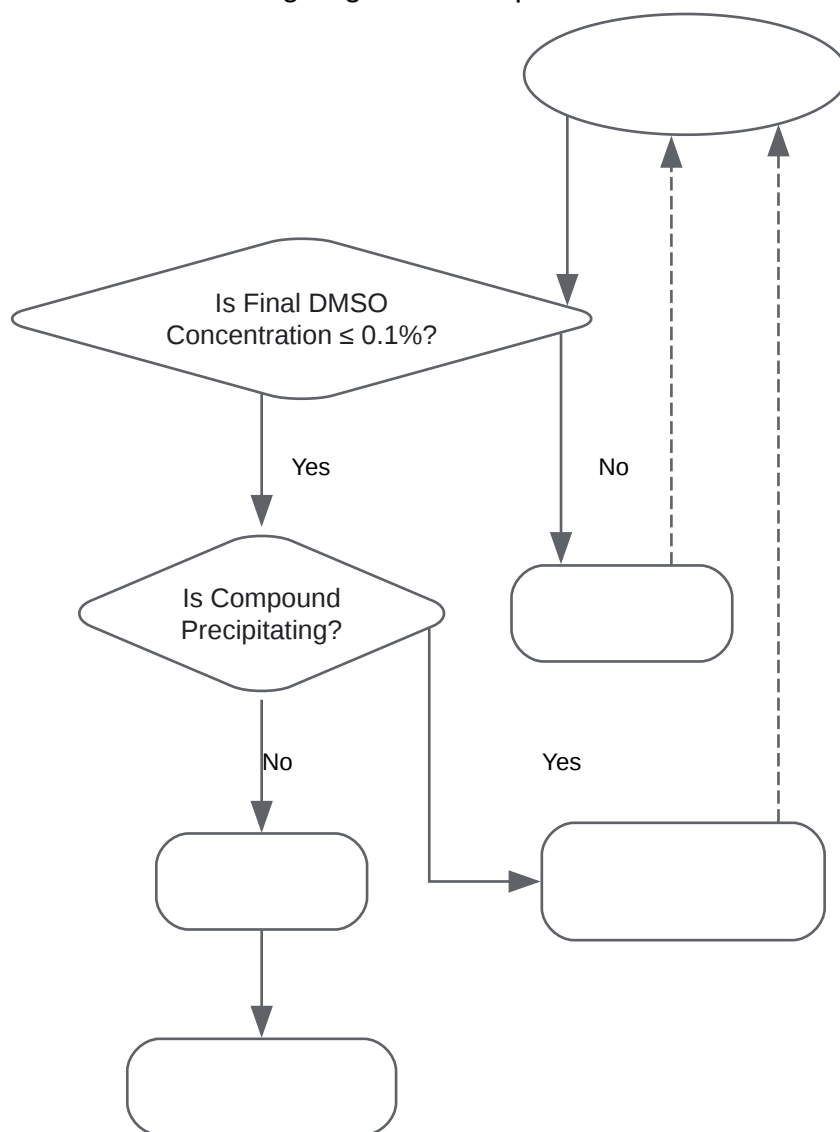 Is Final DMSO
Concentration ≤ 0.1%?
Yes
No
Is Compound
Precipitating?
No
Yes